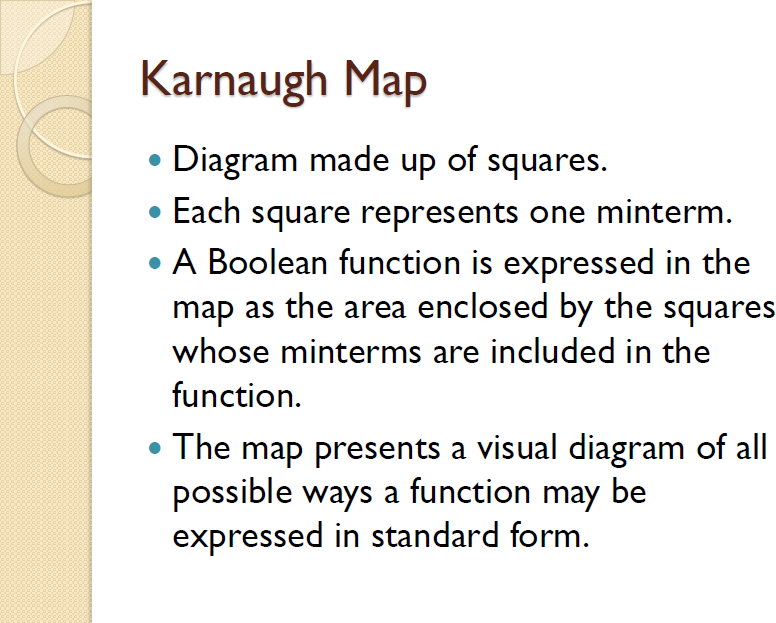 Karnaugh Map
• Diagram made up of squares.
• Each square represents one minterm.
• A Boolean function is expressed in the
map as the area enclosed by the squares
whose minterms are included in the
function.
• The map presents a visual diagram of all
possible ways a function may be
expressed in standard form.